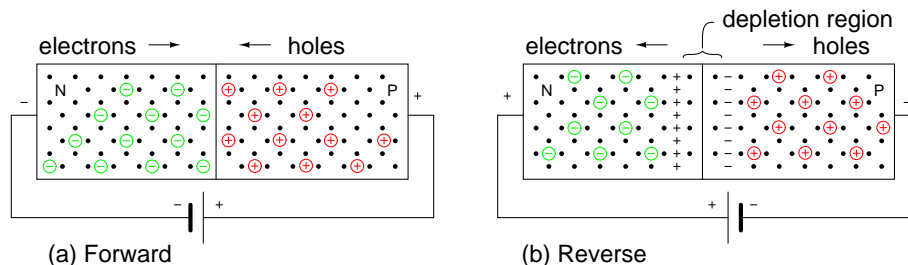 depletion region
electrons → ← holes
electrons ← → holes
N P
N P
− +
+ −
− +
+ −
(a) Forward
(b) Reverse